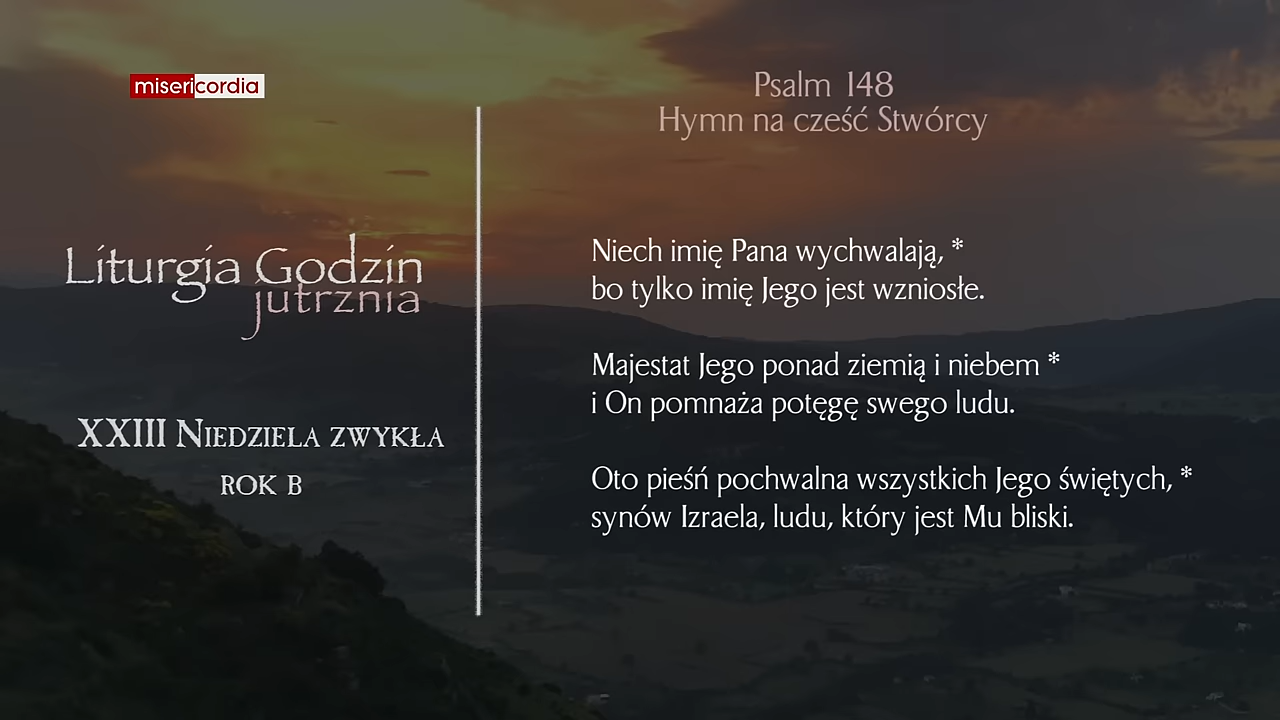 misericordia
Liturgia Godzin
jutrznia
XXIII Niedziela zwykła
rok B
Psalm 148
Hymn na cześć Stwórcy
Niech imię Pana wychwalają, *
bo tylko imię Jego jest wzniosłe.
Majestat Jego ponad ziemią i niebem *
i On pomnaża potęgę swego ludu.
Oto pieśń pochwalna wszystkich Jego świętych, *
synów Izraela, ludu, który jest Mu bliski.